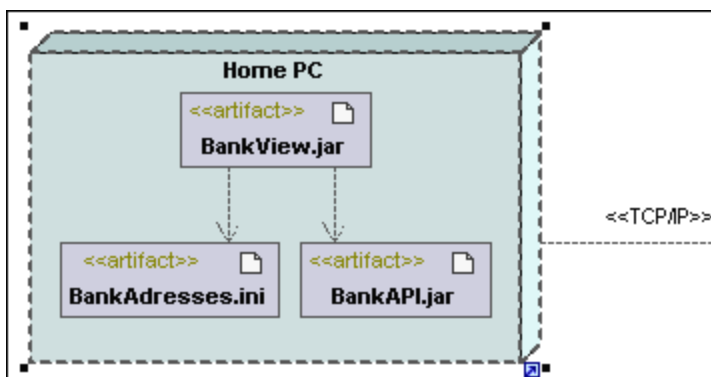 Home PC
<<artifact>>
BankView.jar
<<TCP/IP>>
<<artifact>>
<<artifact>>
BankAdresses.ini
BankAPI.jar